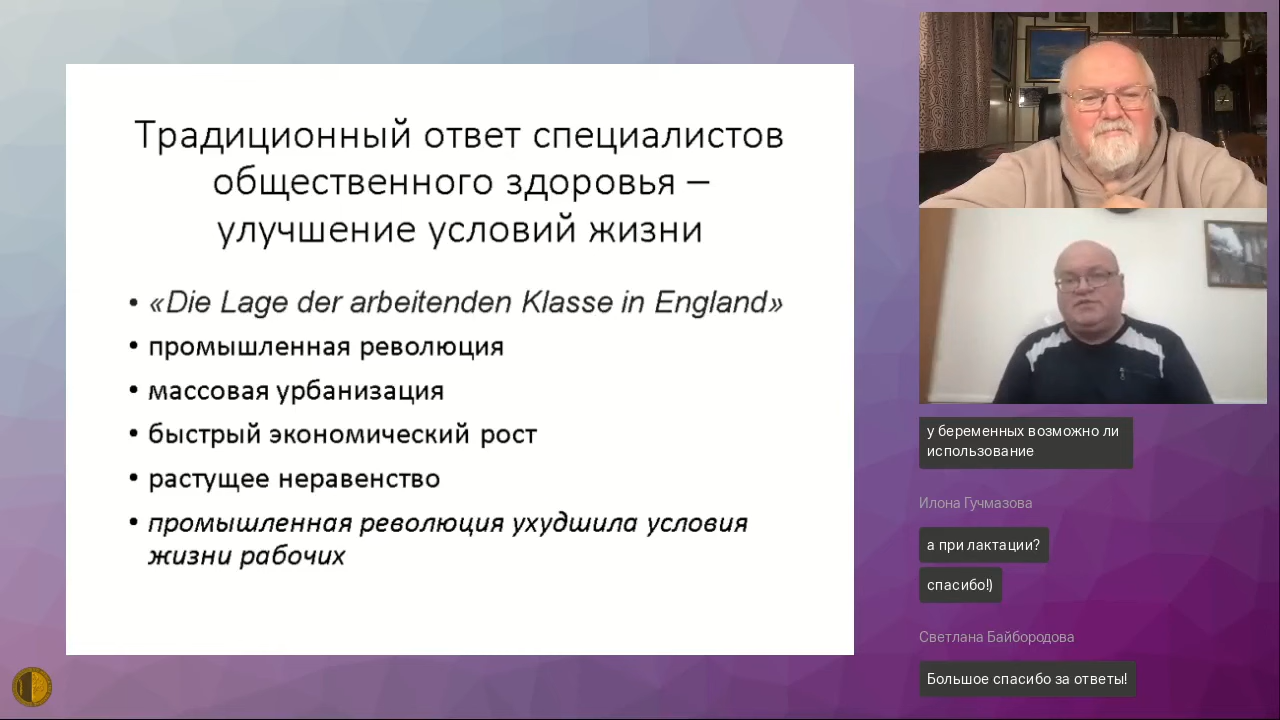 Традиционный ответ специалистов
общественного здоровья –
улучшение условий жизни
• «Die Lage der arbeitenden Klasse in England»
• промышленная революция
• массовая урбанизация
• быстрый экономический рост
• растущее неравенство
• промышленная революция ухудшила условия
жизни рабочих
у беременных возможно ли
использование
Илона Гучмазова
а при лактации?
спасибо!)
Светлана Байбородова
Большое спасибо за ответы!